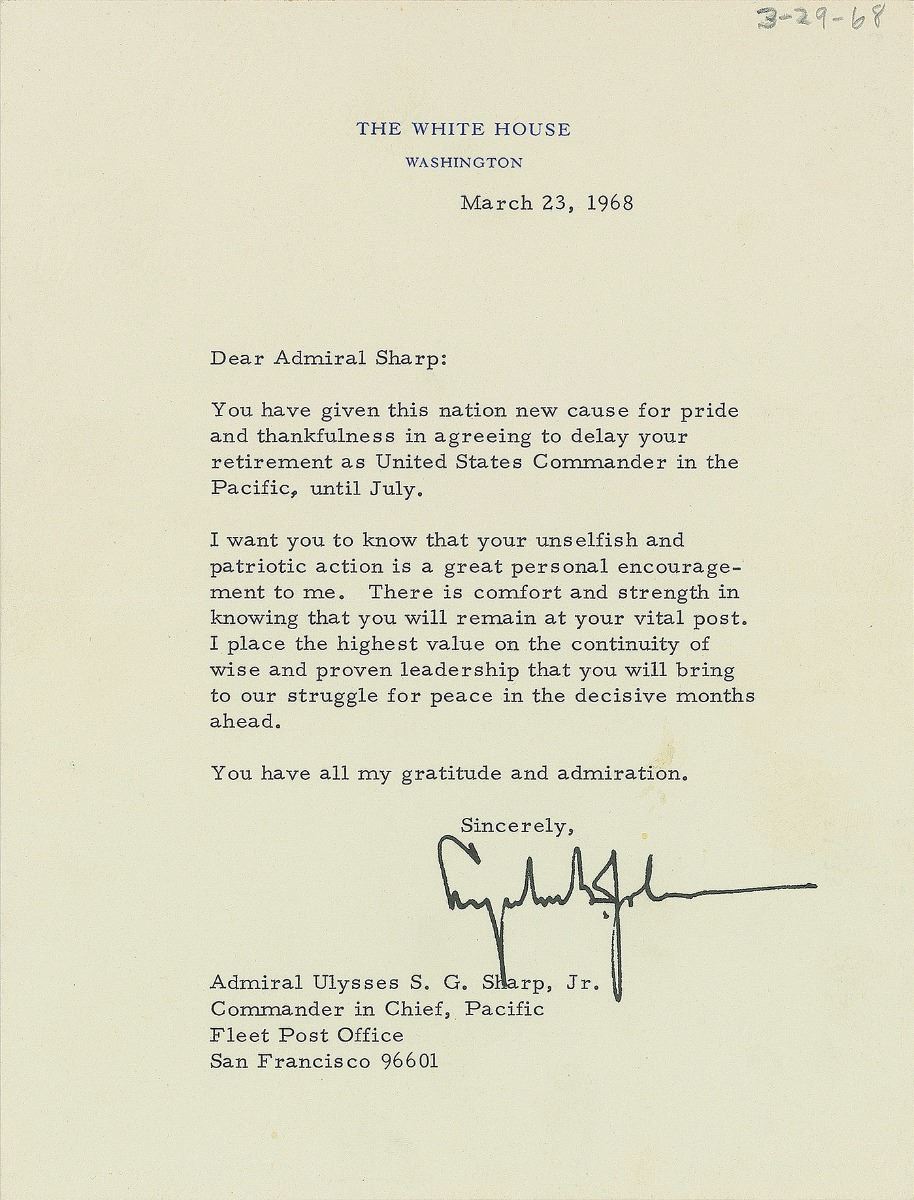 3-29-68
THE WHITE HOUSE
WASHINGTON
March 23, 1968
Dear Admiral Sharp:
You have given this nation new cause for pride
and thankfulness in agreeing to delay your
retirement as United States Commander in the
Pacific, until July.
I want you to know that your unselfish and
patriotic action is a great personal encourage-
ment to me. There is comfort and strength in
knowing that you will remain at your vital post.
I place the highest value on the continuity of
wise and proven leadership that you will bring
to our struggle for peace in the decisive months
ahead.
You have all my gratitude and admiration.
Sincerely,
Admiral Ulysses S. G. Sharp, Jr.
Commander in Chief, Pacific
Fleet Post Office
San Francisco 96601